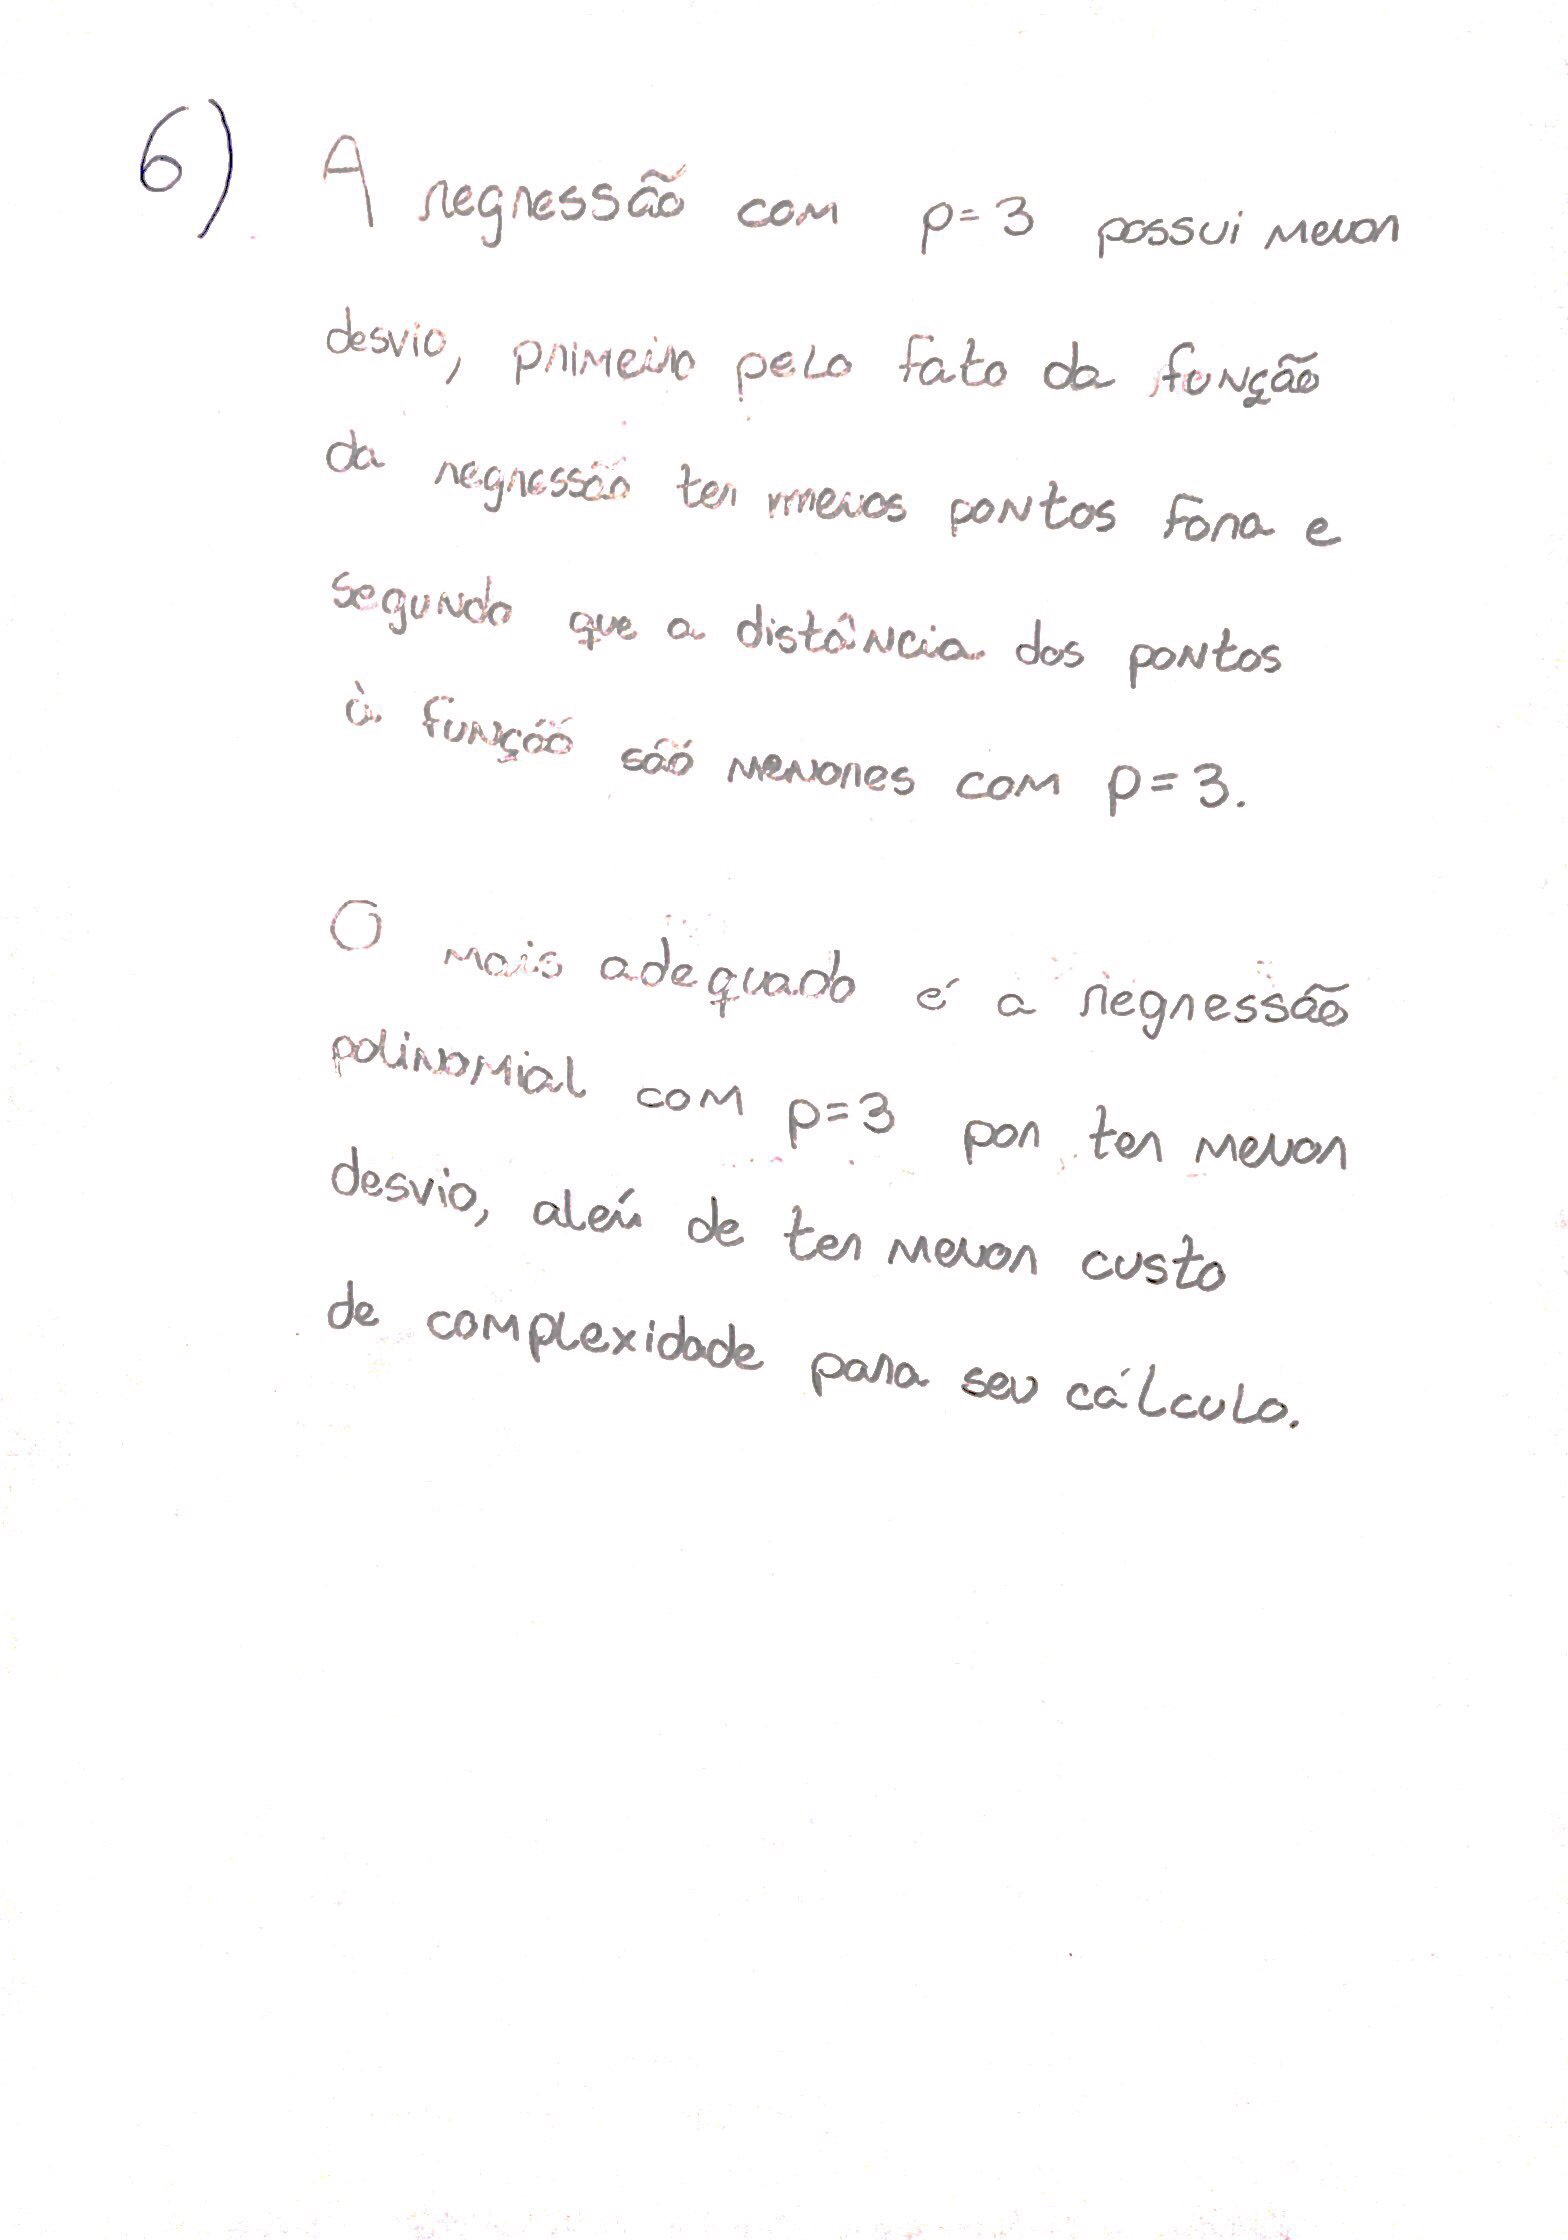 6) A regressão com p=3 possui menor
desvio, primeiro pelo fato da função
da regressão ter menos pontos fora e
segundo que a distância dos pontos
à função são menores com p=3.
O mais adequado é a regressão
polinomial com p=3 por ter menor
desvio, além de ter menor custo
de complexidade para seu cálculo.